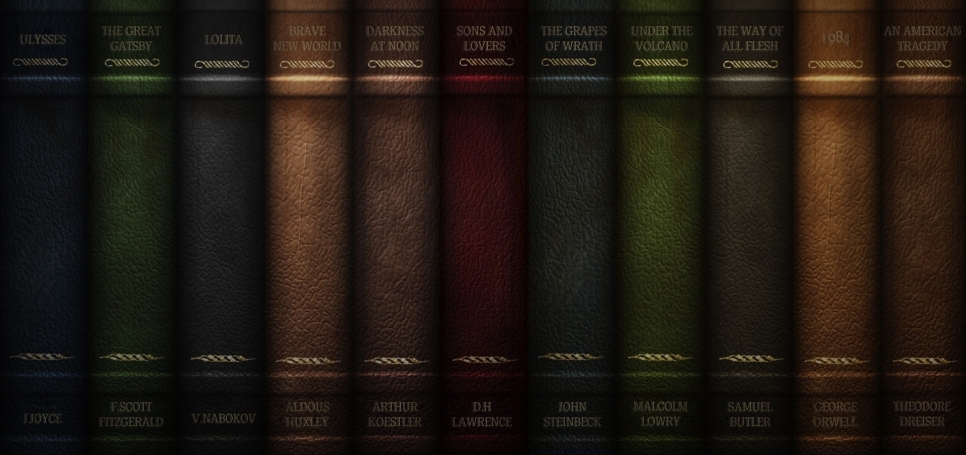 ULYSSES
THE GREAT
GATSBY
LOLITA
BRAVE
NEW WORLD
DARKNESS
AT NOON
SONS AND
LOVERS
THE GRAPES
OF WRATH
UNDER THE
VOLCANO
THE WAY OF
ALL FLESH
1984
AN AMERICAN
TRAGEDY
J.JOYCE
F.SCOTT
FITZGERALD
V.NABOKOV
ALDOUS
HUXLEY
ARTHUR
KOESTLER
D.H
LAWRENCE
JOHN
STEINBECK
MALCOLM
LOWRY
SAMUEL
BUTLER
GEORGE
ORWELL
THEODORE
DREISER